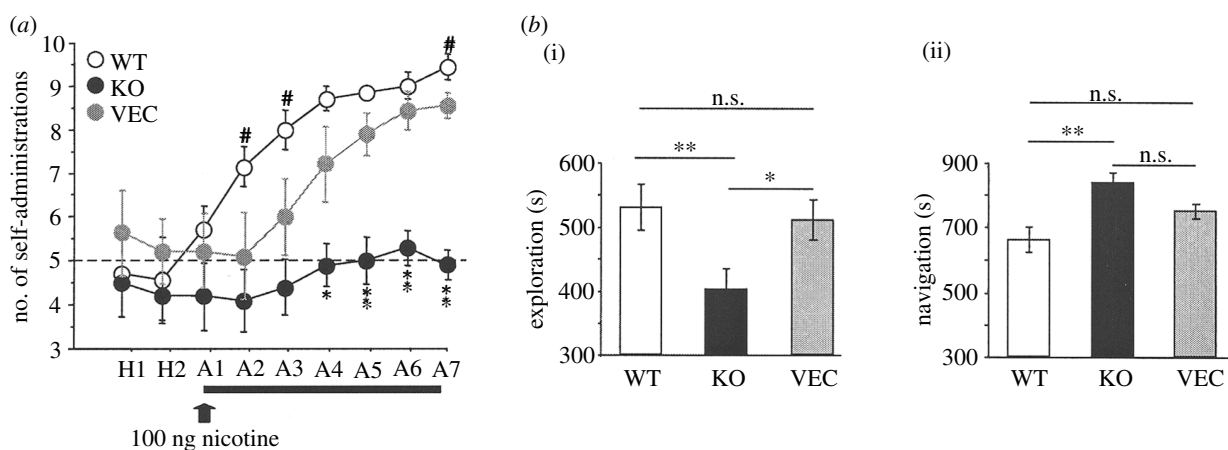 (a)
10
9
8
7
6
5
4
3
no. of self-administrations
WT
KO
VEC
#
#
#
*
**
**
**
H1 H2 A1 A2 A3 A4 A5 A6 A7
100 ng nicotine
(b)
(i)
n.s.
**
*
600
500
400
300
exploration (s)
WT KO VEC
(ii)
n.s.
**
n.s.
900
700
500
300
navigation (s)
WT KO VEC